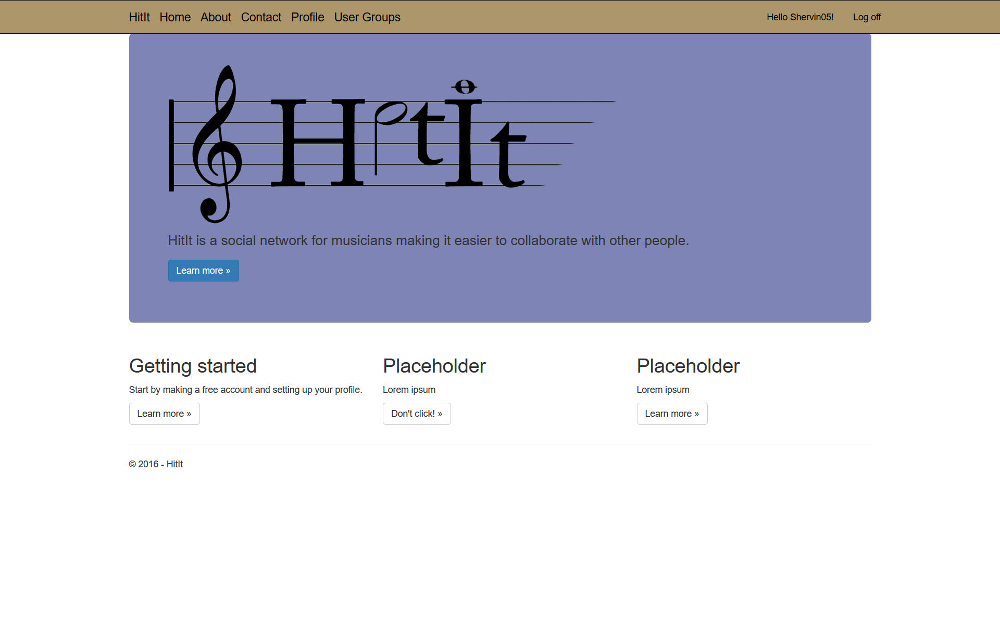 HitIt Home About Contact Profile User Groups Hello Shervin05! Log off
HitIt
HitIt is a social network for musicians making it easier to collaborate with other people.
Learn more »
Getting started
Start by making a free account and setting up your profile.
Learn more »
Placeholder
Lorem ipsum
Don't click! »
Placeholder
Lorem ipsum
Learn more »
© 2016 - HitIt